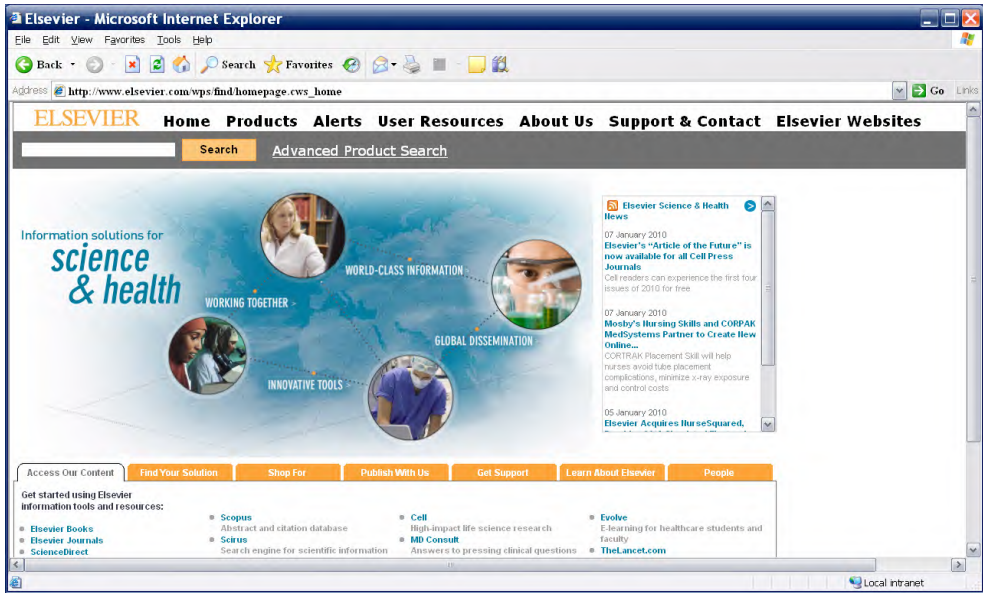 Elsevier - Microsoft Internet Explorer
File Edit View Favorites Tools Help
Back Search Favorites
Address http://www.elsevier.com/wps/find/homepage.cws_home Go Links
ELSEVIER Home Products Alerts User Resources About Us Support & Contact Elsevier Websites
Search Advanced Product Search
Information solutions for
science
& health
WORLD-CLASS INFORMATION
WORKING TOGETHER
GLOBAL DISSEMINATION
INNOVATIVE TOOLS
Elsevier Science & Health
News
07 January 2010
Elsevier's "Article of the Future" is
now available for all Cell Press
Journals
Cell readers can experience the first four
issues of 2010 for free
07 January 2010
Mosby's Nursing Skills and CORPAK
MedSystems Partner to Create New
Online...
CORTRAK Placement Skill will help
nurses avoid tube placement
complications, minimize x-ray exposure
and control costs
05 January 2010
Elsevier Acquires NurseSquared,
Access Our Content Find Your Solution Shop For Publish With Us Get Support Learn About Elsevier People
Get started using Elsevier
information tools and resources:
Elsevier Books
Elsevier Journals
ScienceDirect
Scopus
Abstract and citation database
Scirus
Search engine for scientific information
Cell
High-impact life science research
MD Consult
Answers to pressing clinical questions
Evolve
E-learning for healthcare students and
faculty
TheLancet.com
Local intranet